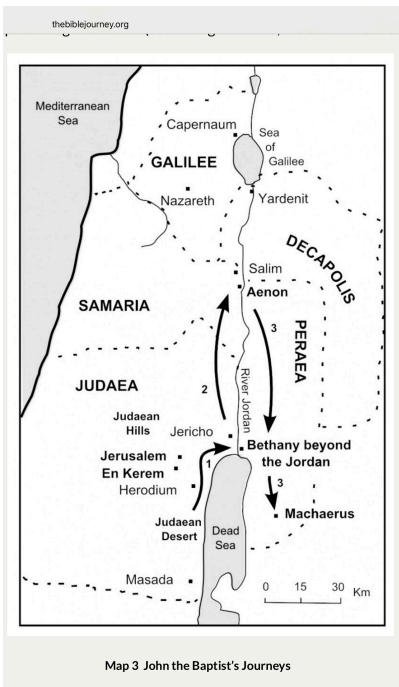 thebiblejourney.org
Mediterranean
Sea
Capernaum
Sea
of
Galilee
GALILEE
Nazareth
Yardenit
DECAPOLIS
Salim
Aenon
SAMARIA
3
PERAEA
JUDAEA
2
River Jordan
Judaean
Hills
Jericho
Bethany beyond
the Jordan
Jerusalem
En Kerem
1
Herodium
3
Machaerus
Judaean
Desert
Dead
Sea
Masada
0 15 30 Km
Map 3 John the Baptist's Journeys